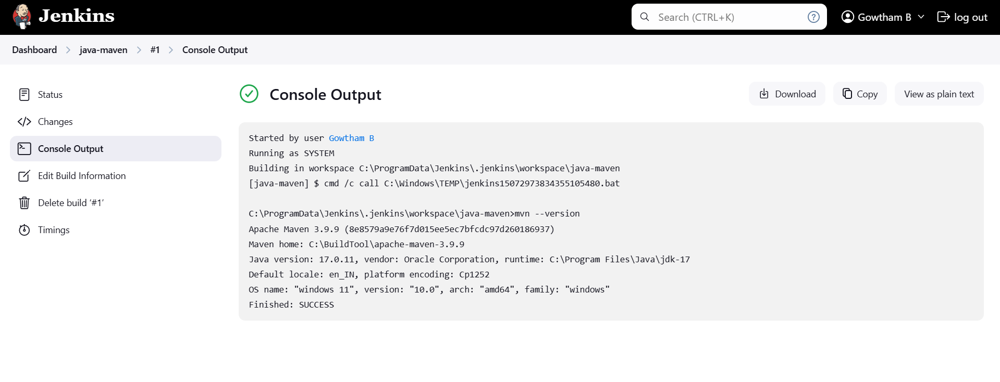 Jenkins
Search (CTRL+K)
?
Gowtham B
log out
Dashboard
java-maven
#1
Console Output
Status
Changes
Console Output
Edit Build Information
Delete build ‘#1’
Timings
Console Output
Download
Copy
View as plain text
Started by user Gowtham B
Running as SYSTEM
Building in workspace C:\ProgramData\Jenkins\.jenkins\workspace\java-maven
[java-maven] $ cmd /c call C:\Windows\TEMP\jenkins15072973834355105480.bat
C:\ProgramData\Jenkins\.jenkins\workspace\java-maven>mvn --version
Apache Maven 3.9.9 (8e8579a9e76f7d015ee5ec7bfcdc97d260186937)
Maven home: C:\BuildTool\apache-maven-3.9.9
Java version: 17.0.11, vendor: Oracle Corporation, runtime: C:\Program Files\Java\jdk-17
Default locale: en_IN, platform encoding: Cp1252
OS name: "windows 11", version: "10.0", arch: "amd64", family: "windows"
Finished: SUCCESS